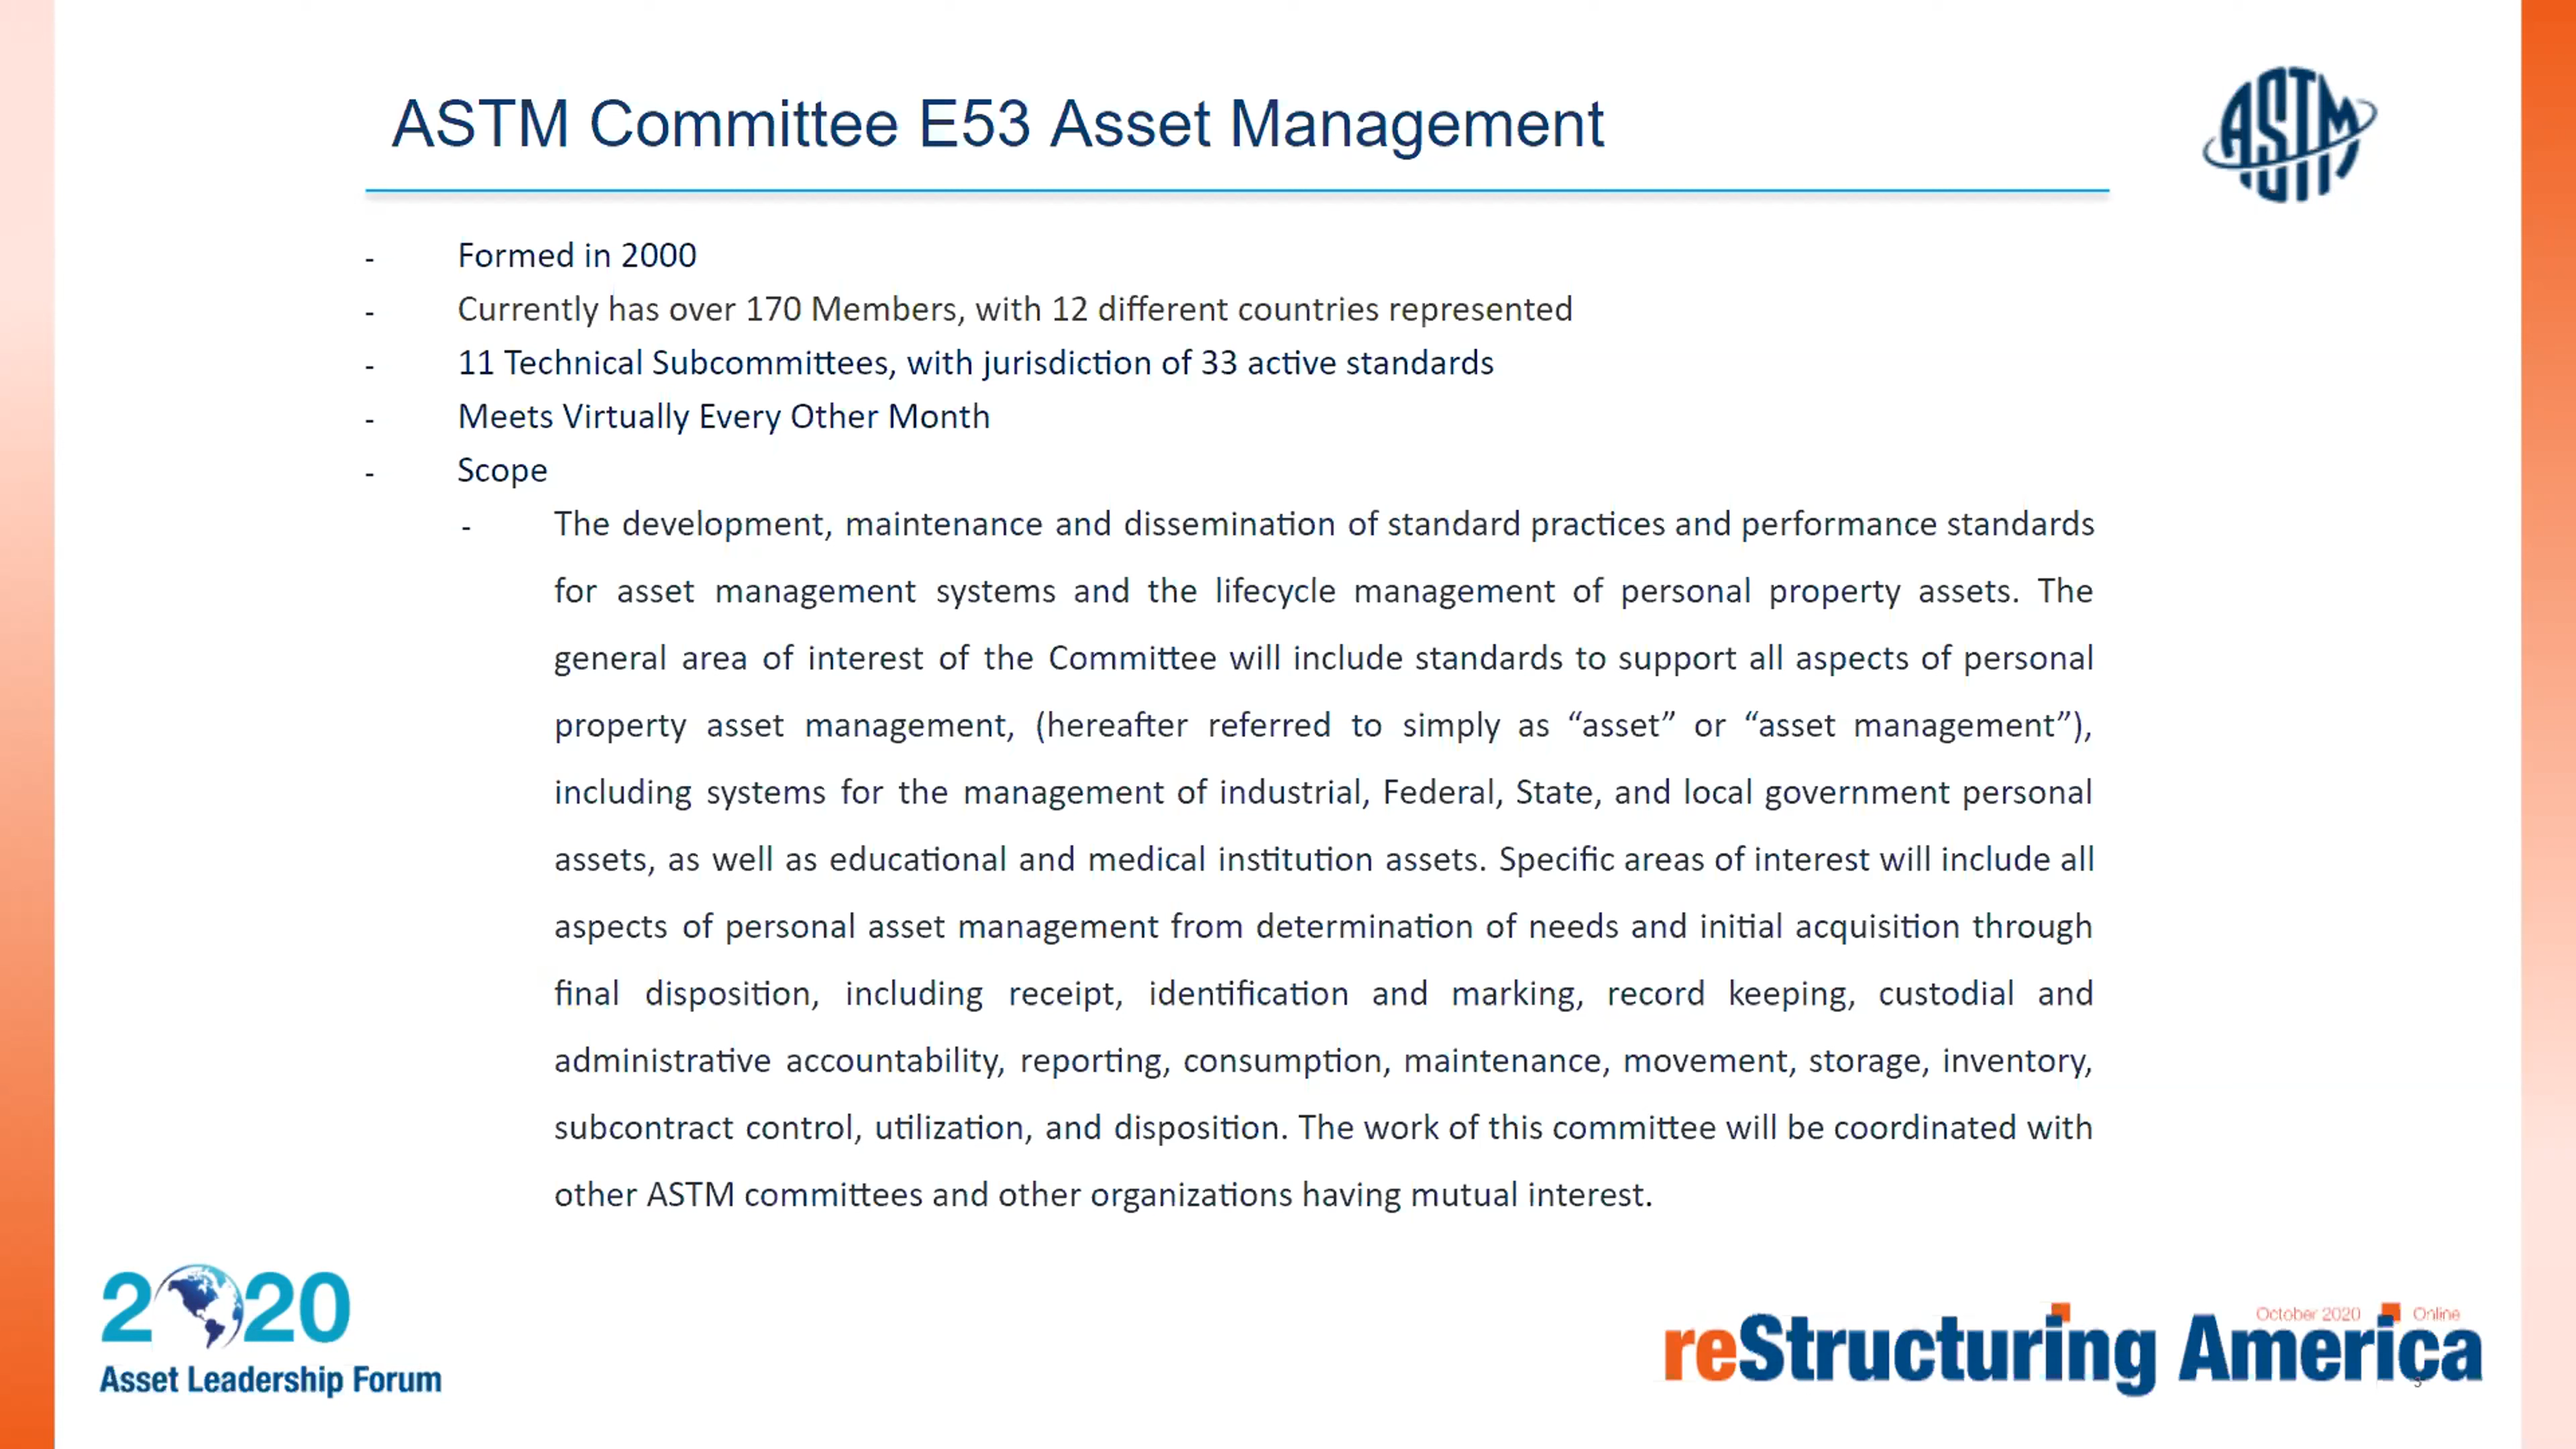 ASTM Committee E53 Asset Management
ASTM
- Formed in 2000
- Currently has over 170 Members, with 12 different countries represented
- 11 Technical Subcommittees, with jurisdiction of 33 active standards
- Meets Virtually Every Other Month
- Scope
- The development, maintenance and dissemination of standard practices and performance standards
for asset management systems and the lifecycle management of personal property assets. The
general area of interest of the Committee will include standards to support all aspects of personal
property asset management, (hereafter referred to simply as “asset” or “asset management”),
including systems for the management of industrial, Federal, State, and local government personal
assets, as well as educational and medical institution assets. Specific areas of interest will include all
aspects of personal asset management from determination of needs and initial acquisition through
final disposition, including receipt, identification and marking, record keeping, custodial and
administrative accountability, reporting, consumption, maintenance, movement, storage, inventory,
subcontract control, utilization, and disposition. The work of this committee will be coordinated with
other ASTM committees and other organizations having mutual interest.
2020
Asset Leadership Forum
October 2020 Online
reStructuring America
3